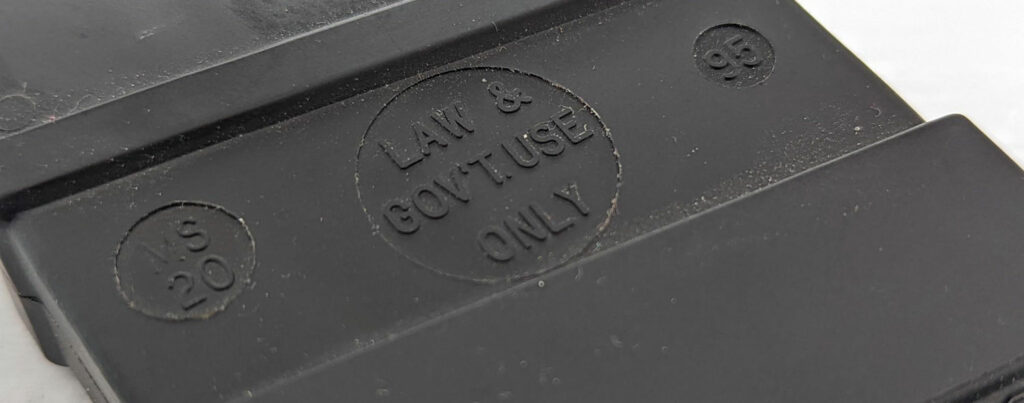 MS
20
LAW &
GOV'T. USE
ONLY
95